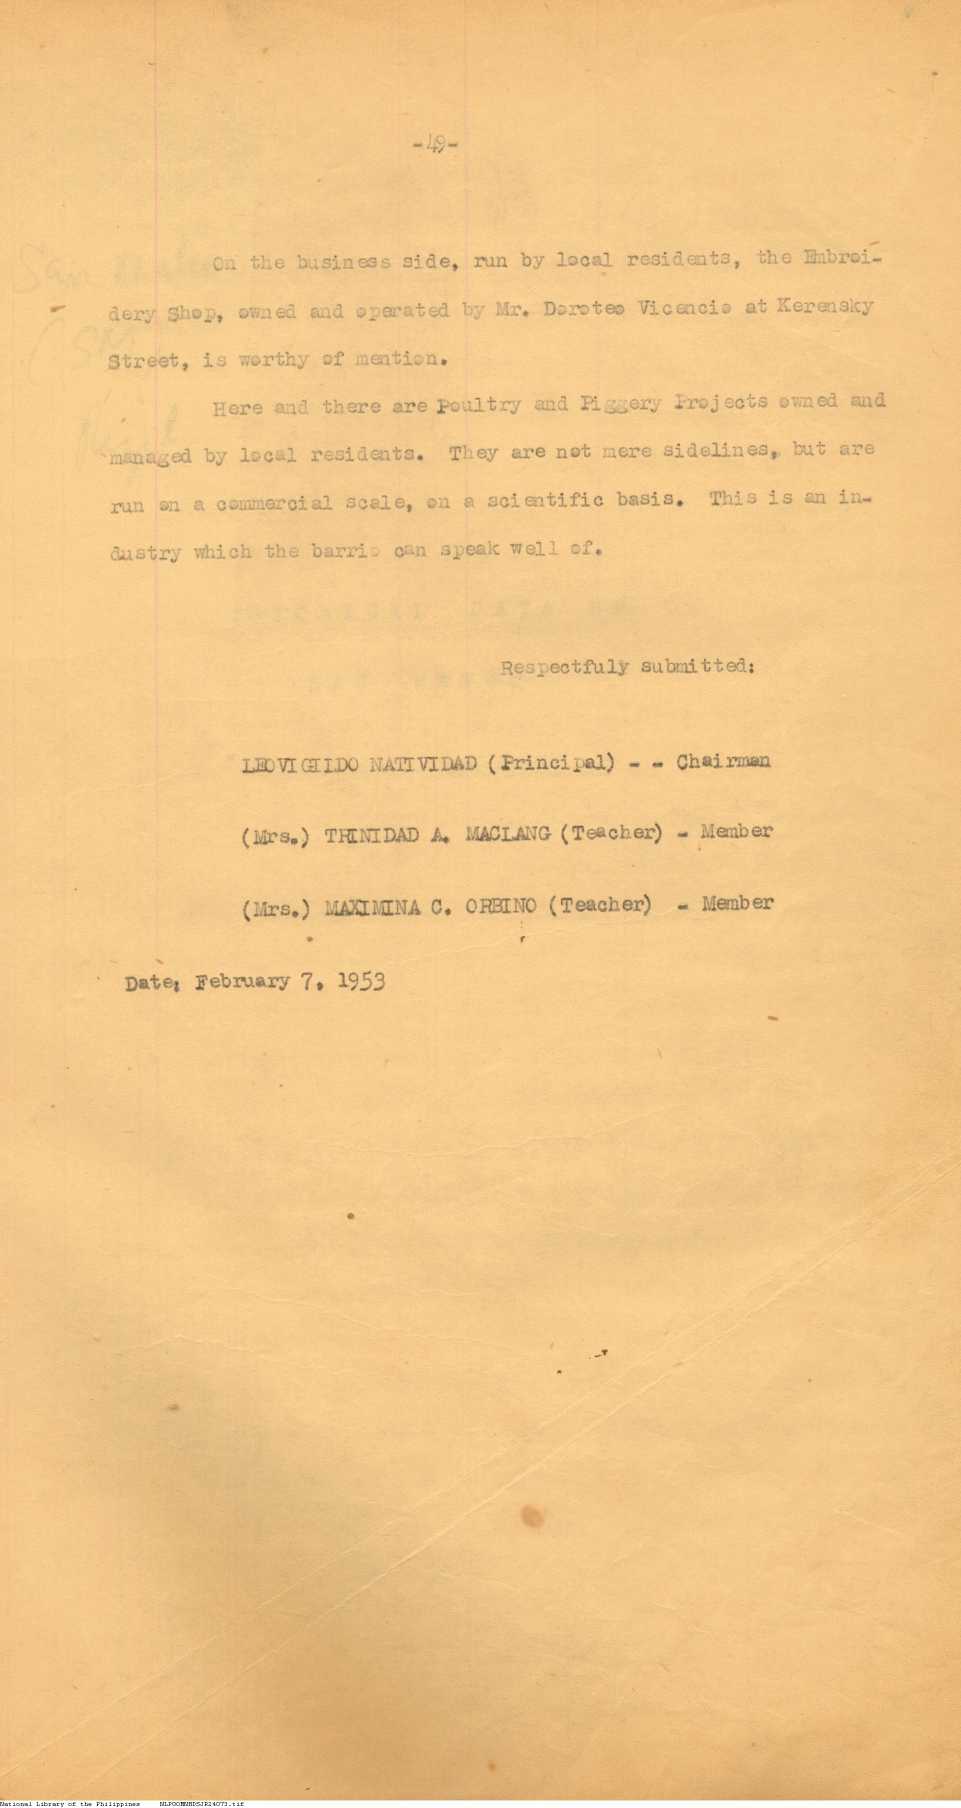 -49-
On the business side, run by local residents, the Embroi-
dery Shop, owned and operated by Mr. Doroteo Vicencio at Kerensky
Street, is worthy of mention.
Here and there are Poultry and Piggery Projects owned and
managed by local residents. They are not mere sidelines, but are
run on a commercial scale, on a scientific basis. This is an in-
dustry which the barrio can speak well of.
Respectfuly submitted:
LEOVIGILDO NATIVIDAD (Principal) - - Chairman
(Mrs.) TRINIDAD A. MACLANG (Teacher) - Member
(Mrs.) MAXIMINA C. ORBINO (Teacher) - Member
Date: February 7, 1953
National Library of the Philippines